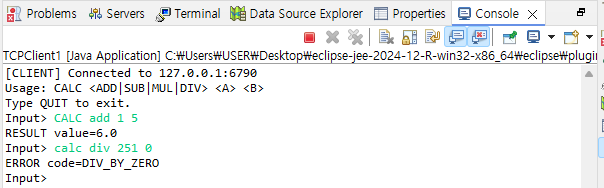 Problems Servers Terminal Data Source Explorer Properties Console
TCPClient1 [Java Application] C:₩Users₩USER₩Desktop₩eclipse-jee-2024-12-R-win32-x86_64₩eclipse₩plugin
[CLIENT] Connected to 127.0.0.1:6790
Usage: CALC <ADD|SUB|MUL|DIV> <A> <B>
Type QUIT to exit.
Input> CALC add 1 5
RESULT value=6.0
Input> calc div 251 0
ERROR code=DIV_BY_ZERO
Input>